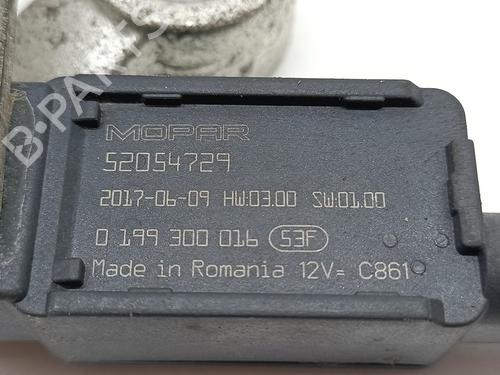 MOPAR
52054729
2017-06-09 HW:03.00 SW:01.00
0 199 300 016 53F
Made in Romania 12V= C861
B-PARTS